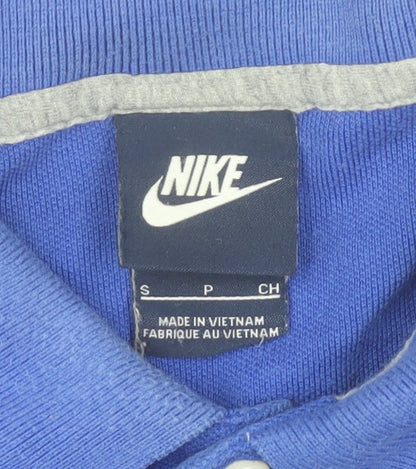 NIKE
S P CH
MADE IN VIETNAM
FABRIQUE AU VIETNAM